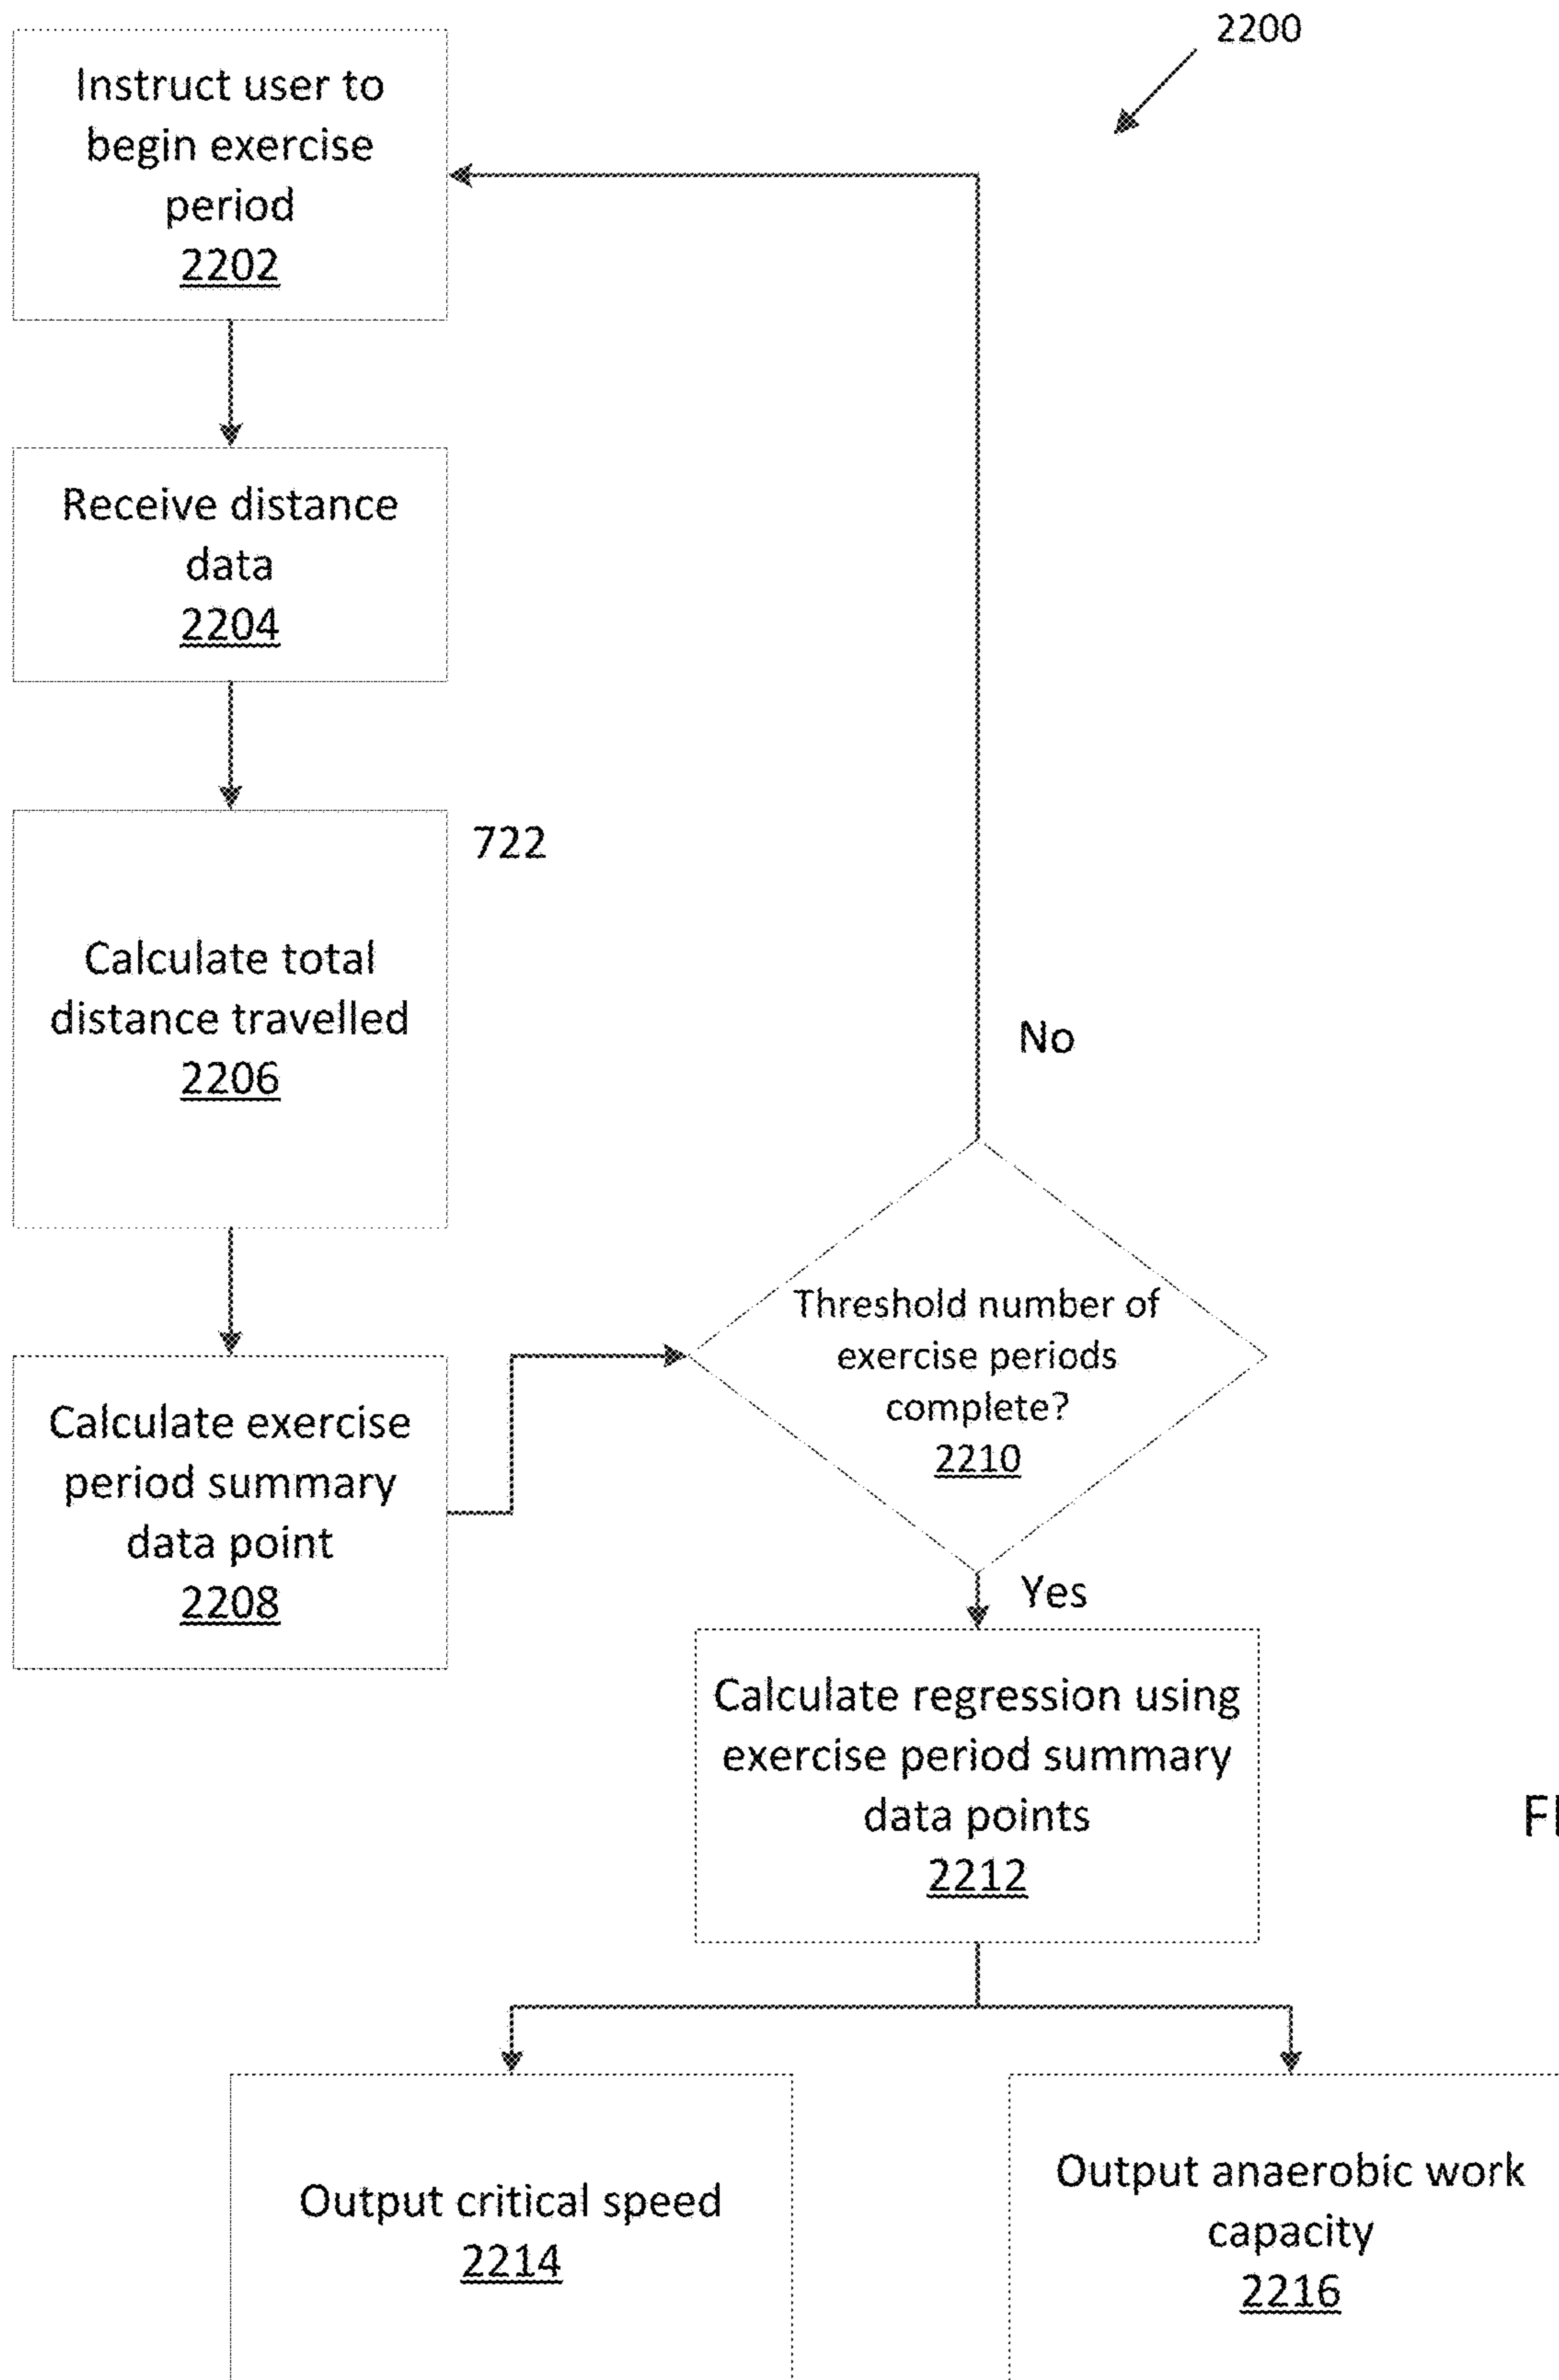 2200
Instruct user to
begin exercise
period
2202
Receive distance
data
2204
722
Calculate total
distance travelled
2206
No
Threshold number of
exercise periods
complete?
2210
Calculate exercise
period summary
data point
2208
Yes
Calculate regression using
exercise period summary
data points
2212
Output critical speed
2214
Output anaerobic work
capacity
2216